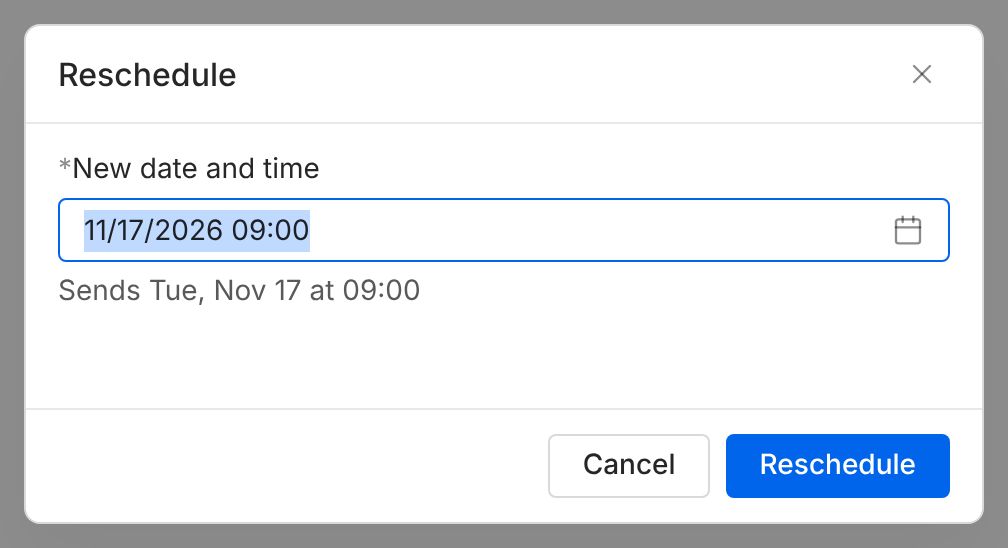 Reschedule
*New date and time
11/17/2026 09:00
Sends Tue, Nov 17 at 09:00
Cancel
Reschedule